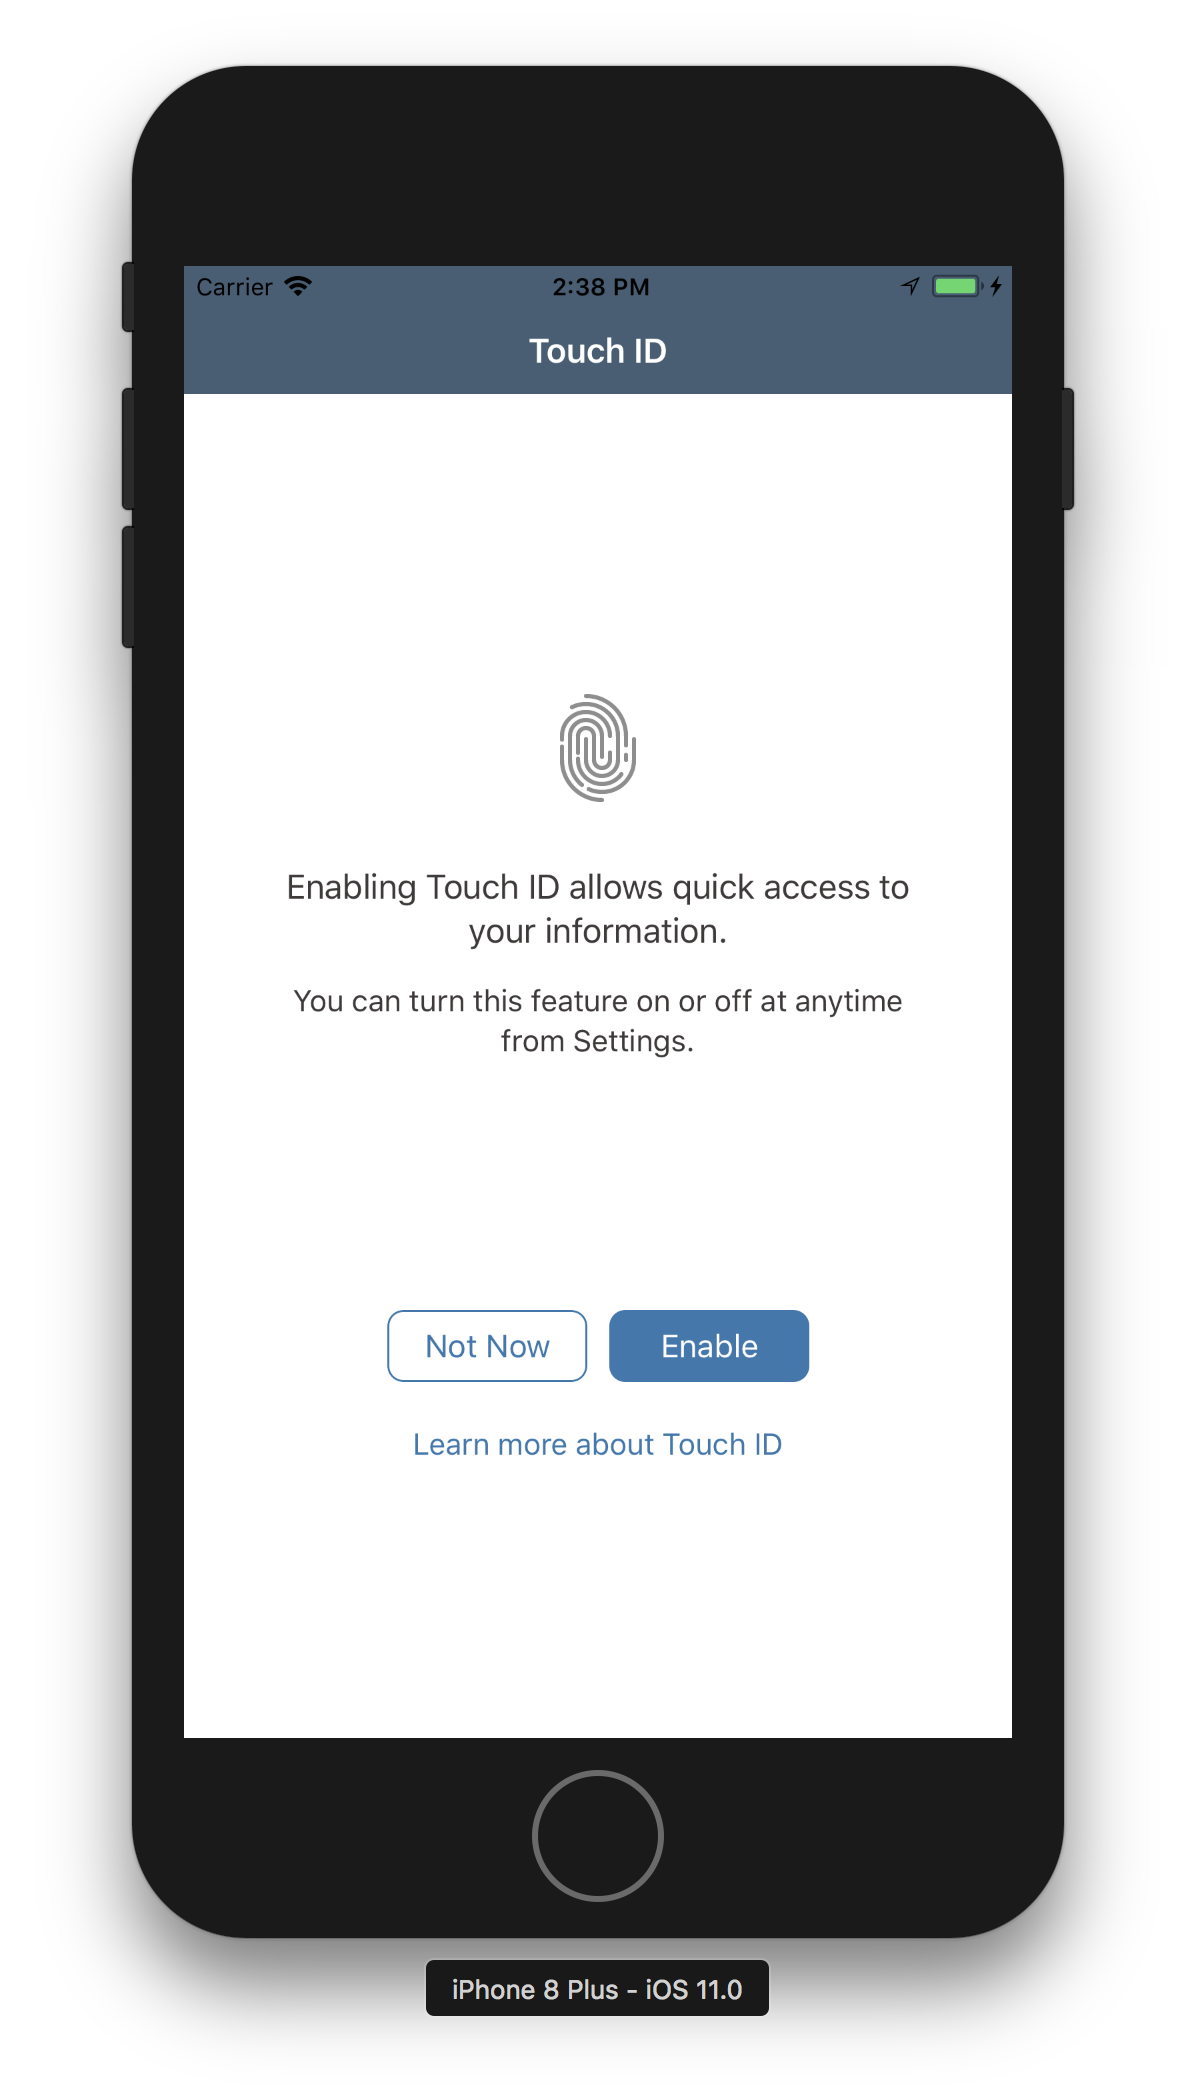 Carrier
2:38 PM
Touch ID
Enabling Touch ID allows quick access to
your information.
You can turn this feature on or off at anytime
from Settings.
Not Now
Enable
Learn more about Touch ID
iPhone 8 Plus - iOS 11.0